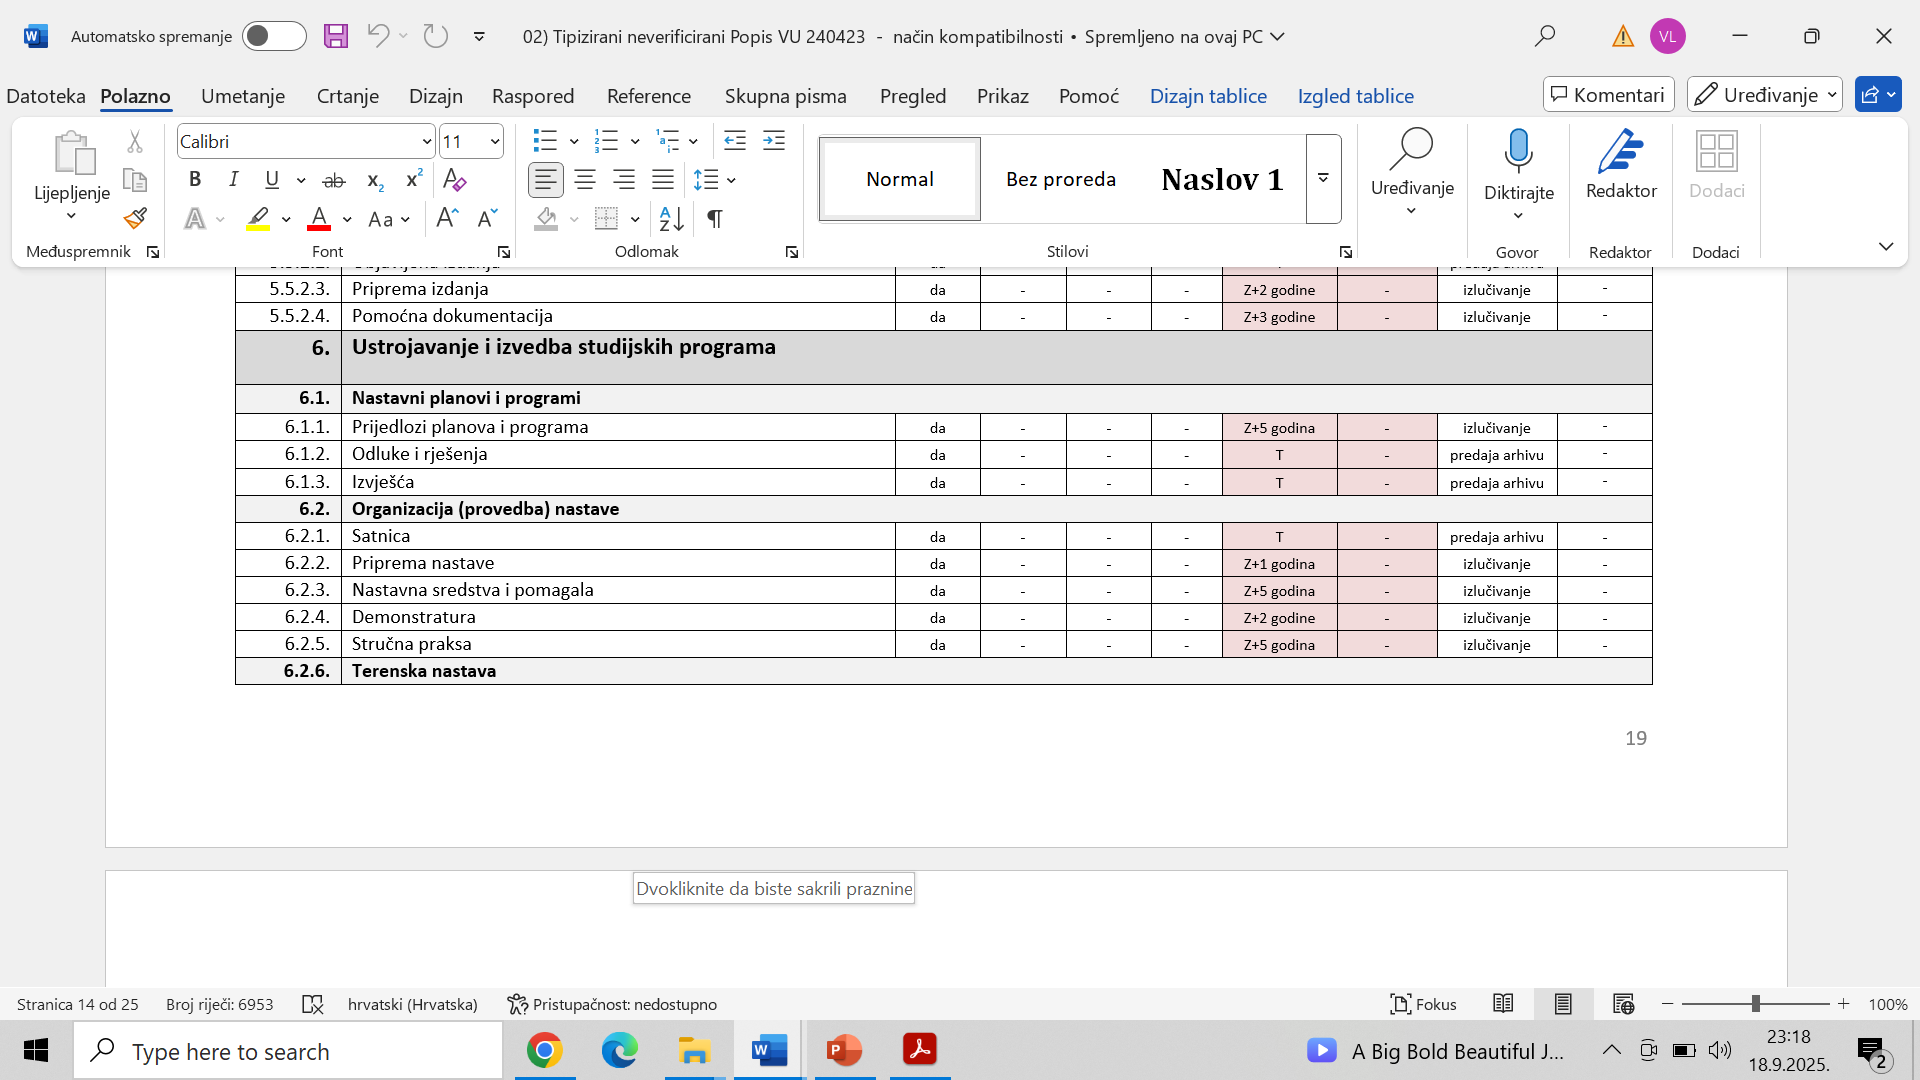 Automatsko spremanje
02) Tipizirani neverificirani Popis VU 240423 - način kompatibilnosti • Spremljeno na ovaj PC
VL
Datoteka Polazno Umetanje Crtanje Dizajn Raspored Reference Skupna pisma Pregled Prikaz Pomoć Dizajn tablice Izgled tablice Komentari Uređivanje
Lijepljenje
Calibri 11
Normal
Bez proreda
Naslov 1
Uređivanje
Diktirajte
Redaktor
Dodaci
Međuspremnik Font Odlomak Stilovi Govor Redaktor Dodaci
5.5.2.3. Priprema izdanja da - - - Z+2 godine - izlučivanje -
5.5.2.4. Pomoćna dokumentacija da - - - Z+3 godine - izlučivanje -
6. Ustrojavanje i izvedba studijskih programa
6.1. Nastavni planovi i programi
6.1.1. Prijedlozi planova i programa da - - - Z+5 godina - izlučivanje -
6.1.2. Odluke i rješenja da - - - T - predaja arhivu -
6.1.3. Izvješća da - - - T - predaja arhivu -
6.2. Organizacija (provedba) nastave
6.2.1. Satnica da - - - T - predaja arhivu -
6.2.2. Priprema nastave da - - - Z+1 godina - izlučivanje -
6.2.3. Nastavna sredstva i pomagala da - - - Z+5 godina - izlučivanje -
6.2.4. Demonstratura da - - - Z+2 godine - izlučivanje -
6.2.5. Stručna praksa da - - - Z+5 godina - izlučivanje -
6.2.6. Terenska nastava
19
Dvokliknite da biste sakrili praznine
Stranica 14 od 25 Broj riječi: 6953 hrvatski (Hrvatska) Pristupačnost: nedostupno Fokus 100%
Type here to search
A Big Bold Beautiful J...
23:18
18.9.2025.
2